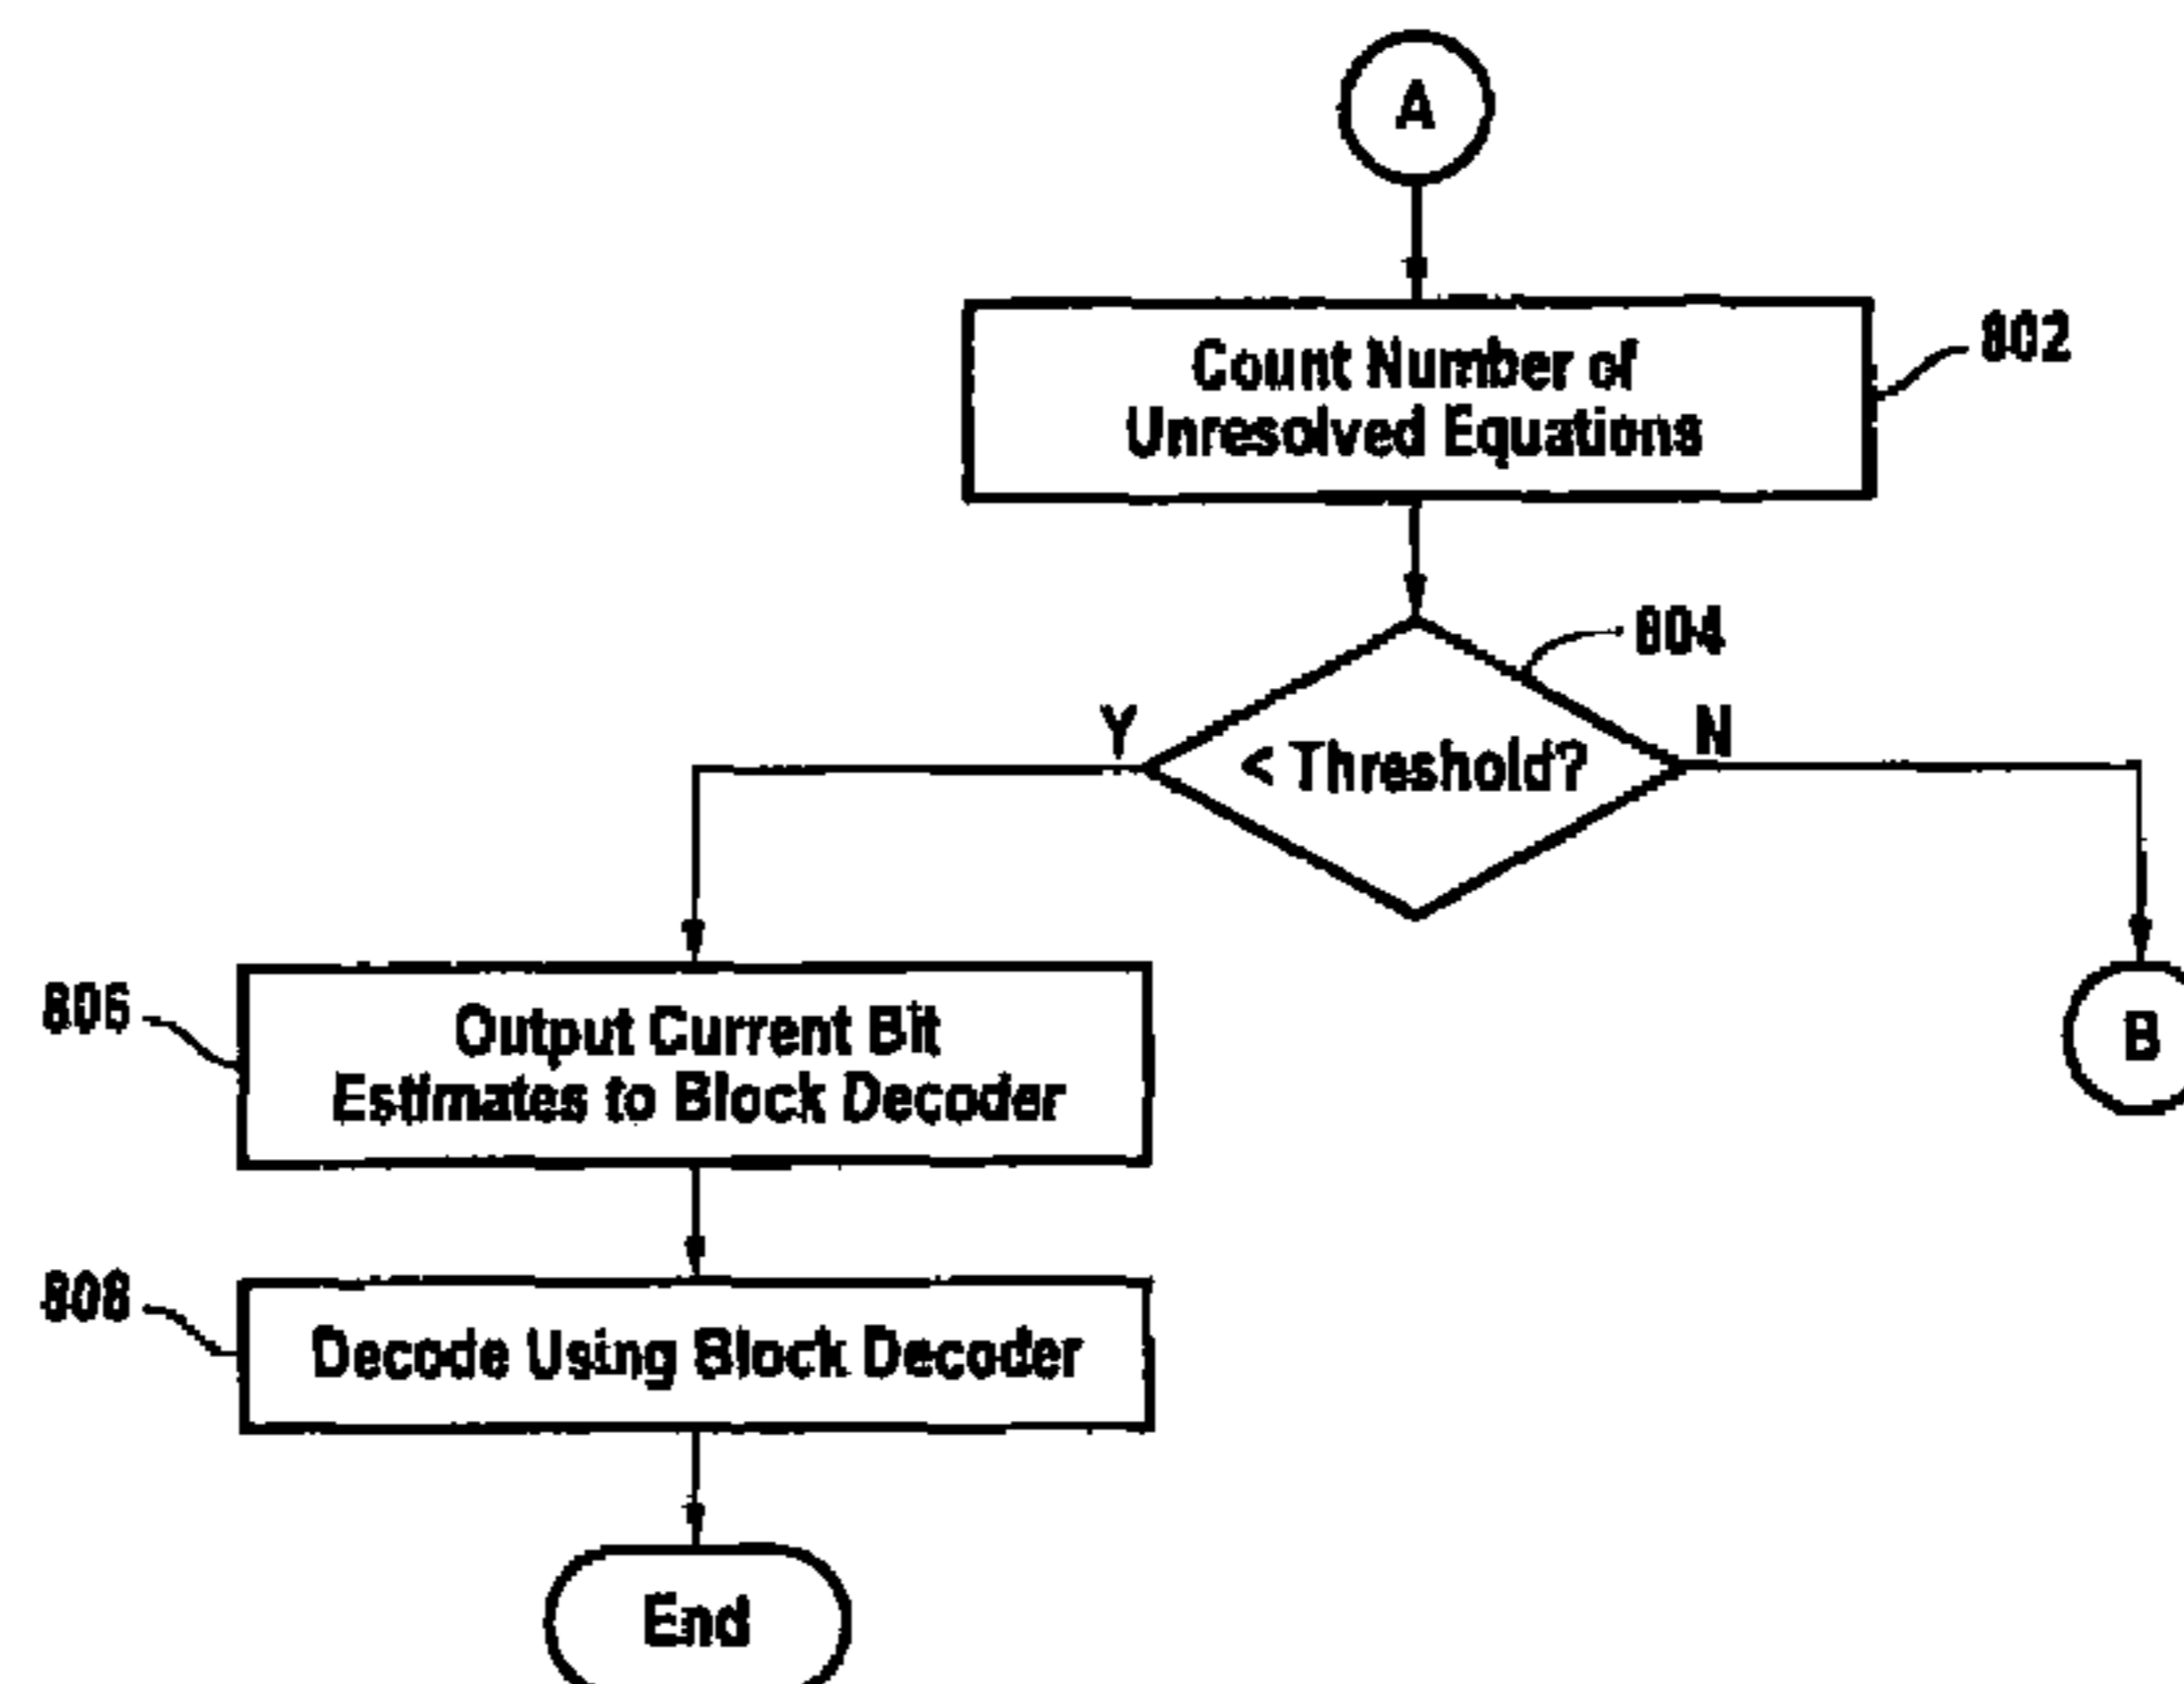 A
Count Number of
Unresolved Equations
802
804
Y
< Threshold?
N
806
Output Current Bit
Estimates to Block Decoder
B
808
Decode Using Block Decoder
End